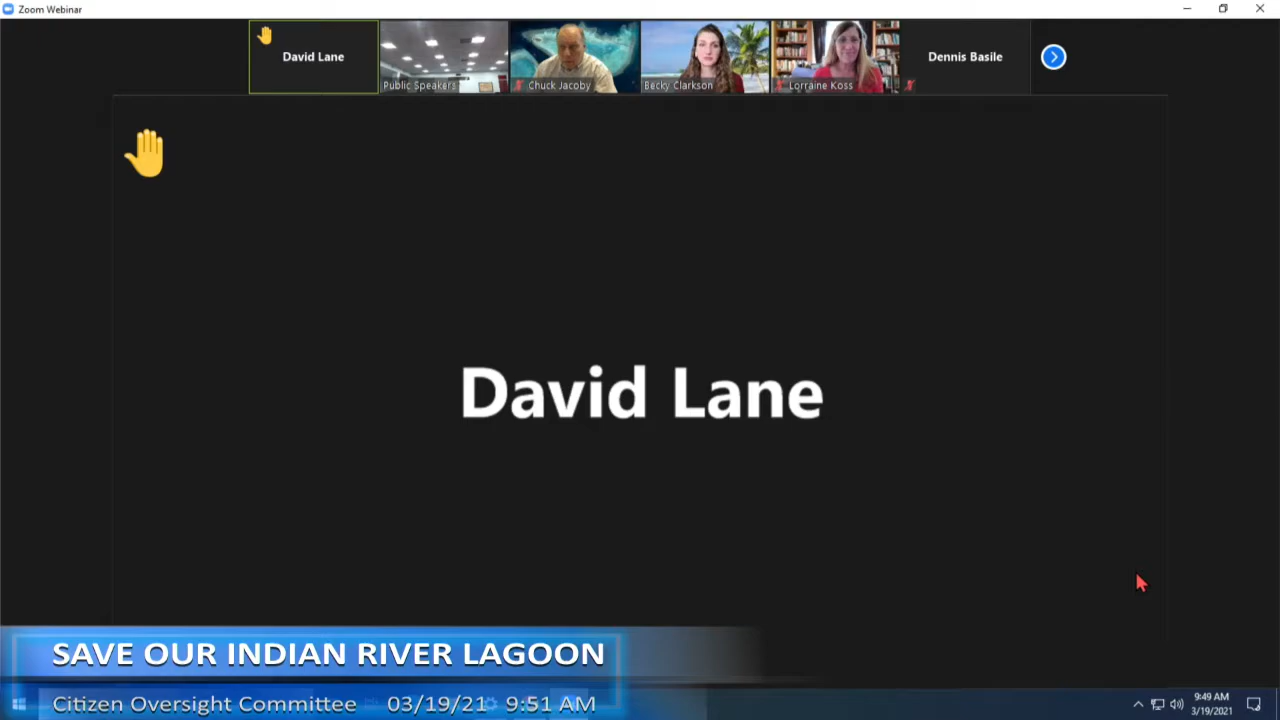 Zoom Webinar
David Lane
Public Speakers
Chuck Jacoby
Becky Clarkson
Lorraine Koss
Dennis Basile
David Lane
SAVE OUR INDIAN RIVER LAGOON
Citizen Oversight Committee 03/19/21 9:51 AM
9:49 AM
3/19/2021